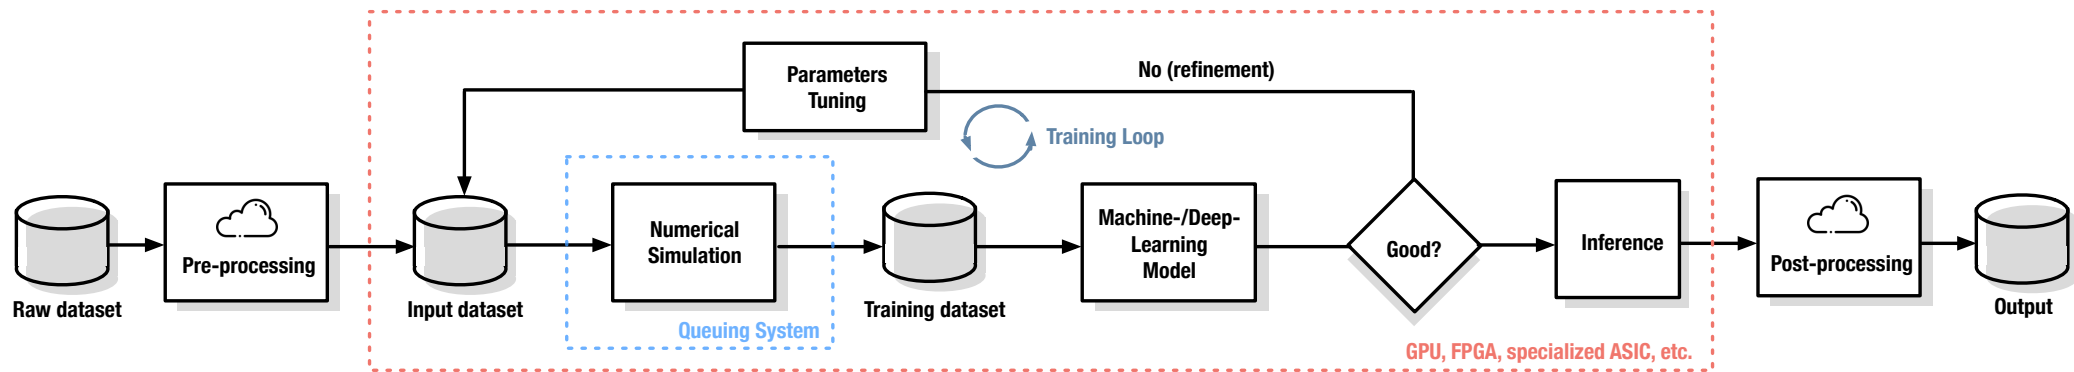 Parameters
Tuning
No (refinement)
Training Loop
Raw dataset
Pre-processing
Input dataset
Numerical
Simulation
Queuing System
Training dataset
Machine-/Deep-
Learning
Model
Good?
Inference
GPU, FPGA, specialized ASIC, etc.
Post-processing
Output